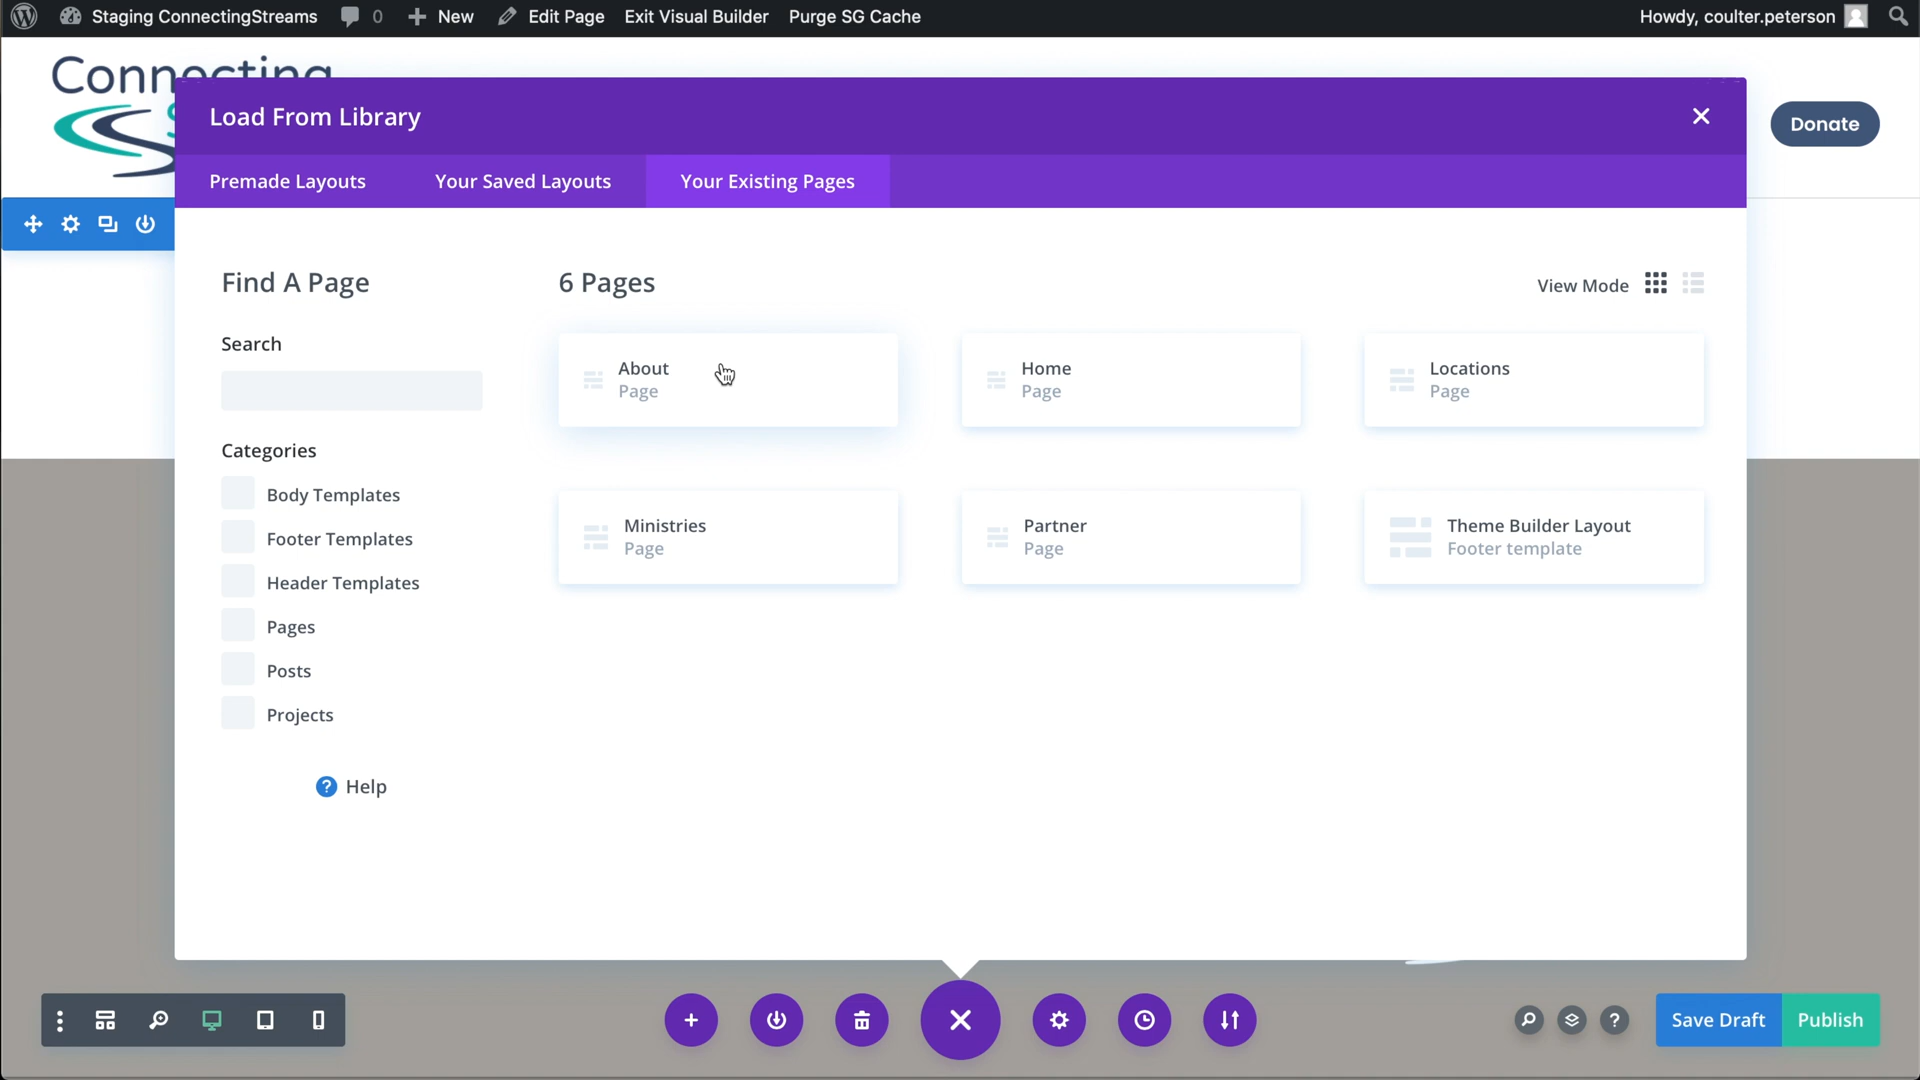 Staging ConnectingStreams 0 New Edit Page Exit Visual Builder Purge SG Cache Howdy, coulter.peterson
Connecting
Load From Library
Donate
Premade Layouts Your Saved Layouts Your Existing Pages
Find A Page
6 Pages
View Mode
Search
About
Page
Home
Page
Locations
Page
Categories
Body Templates
Footer Templates
Header Templates
Pages
Posts
Projects
Ministries
Page
Partner
Page
Theme Builder Layout
Footer template
? Help
?
Save Draft
Publish